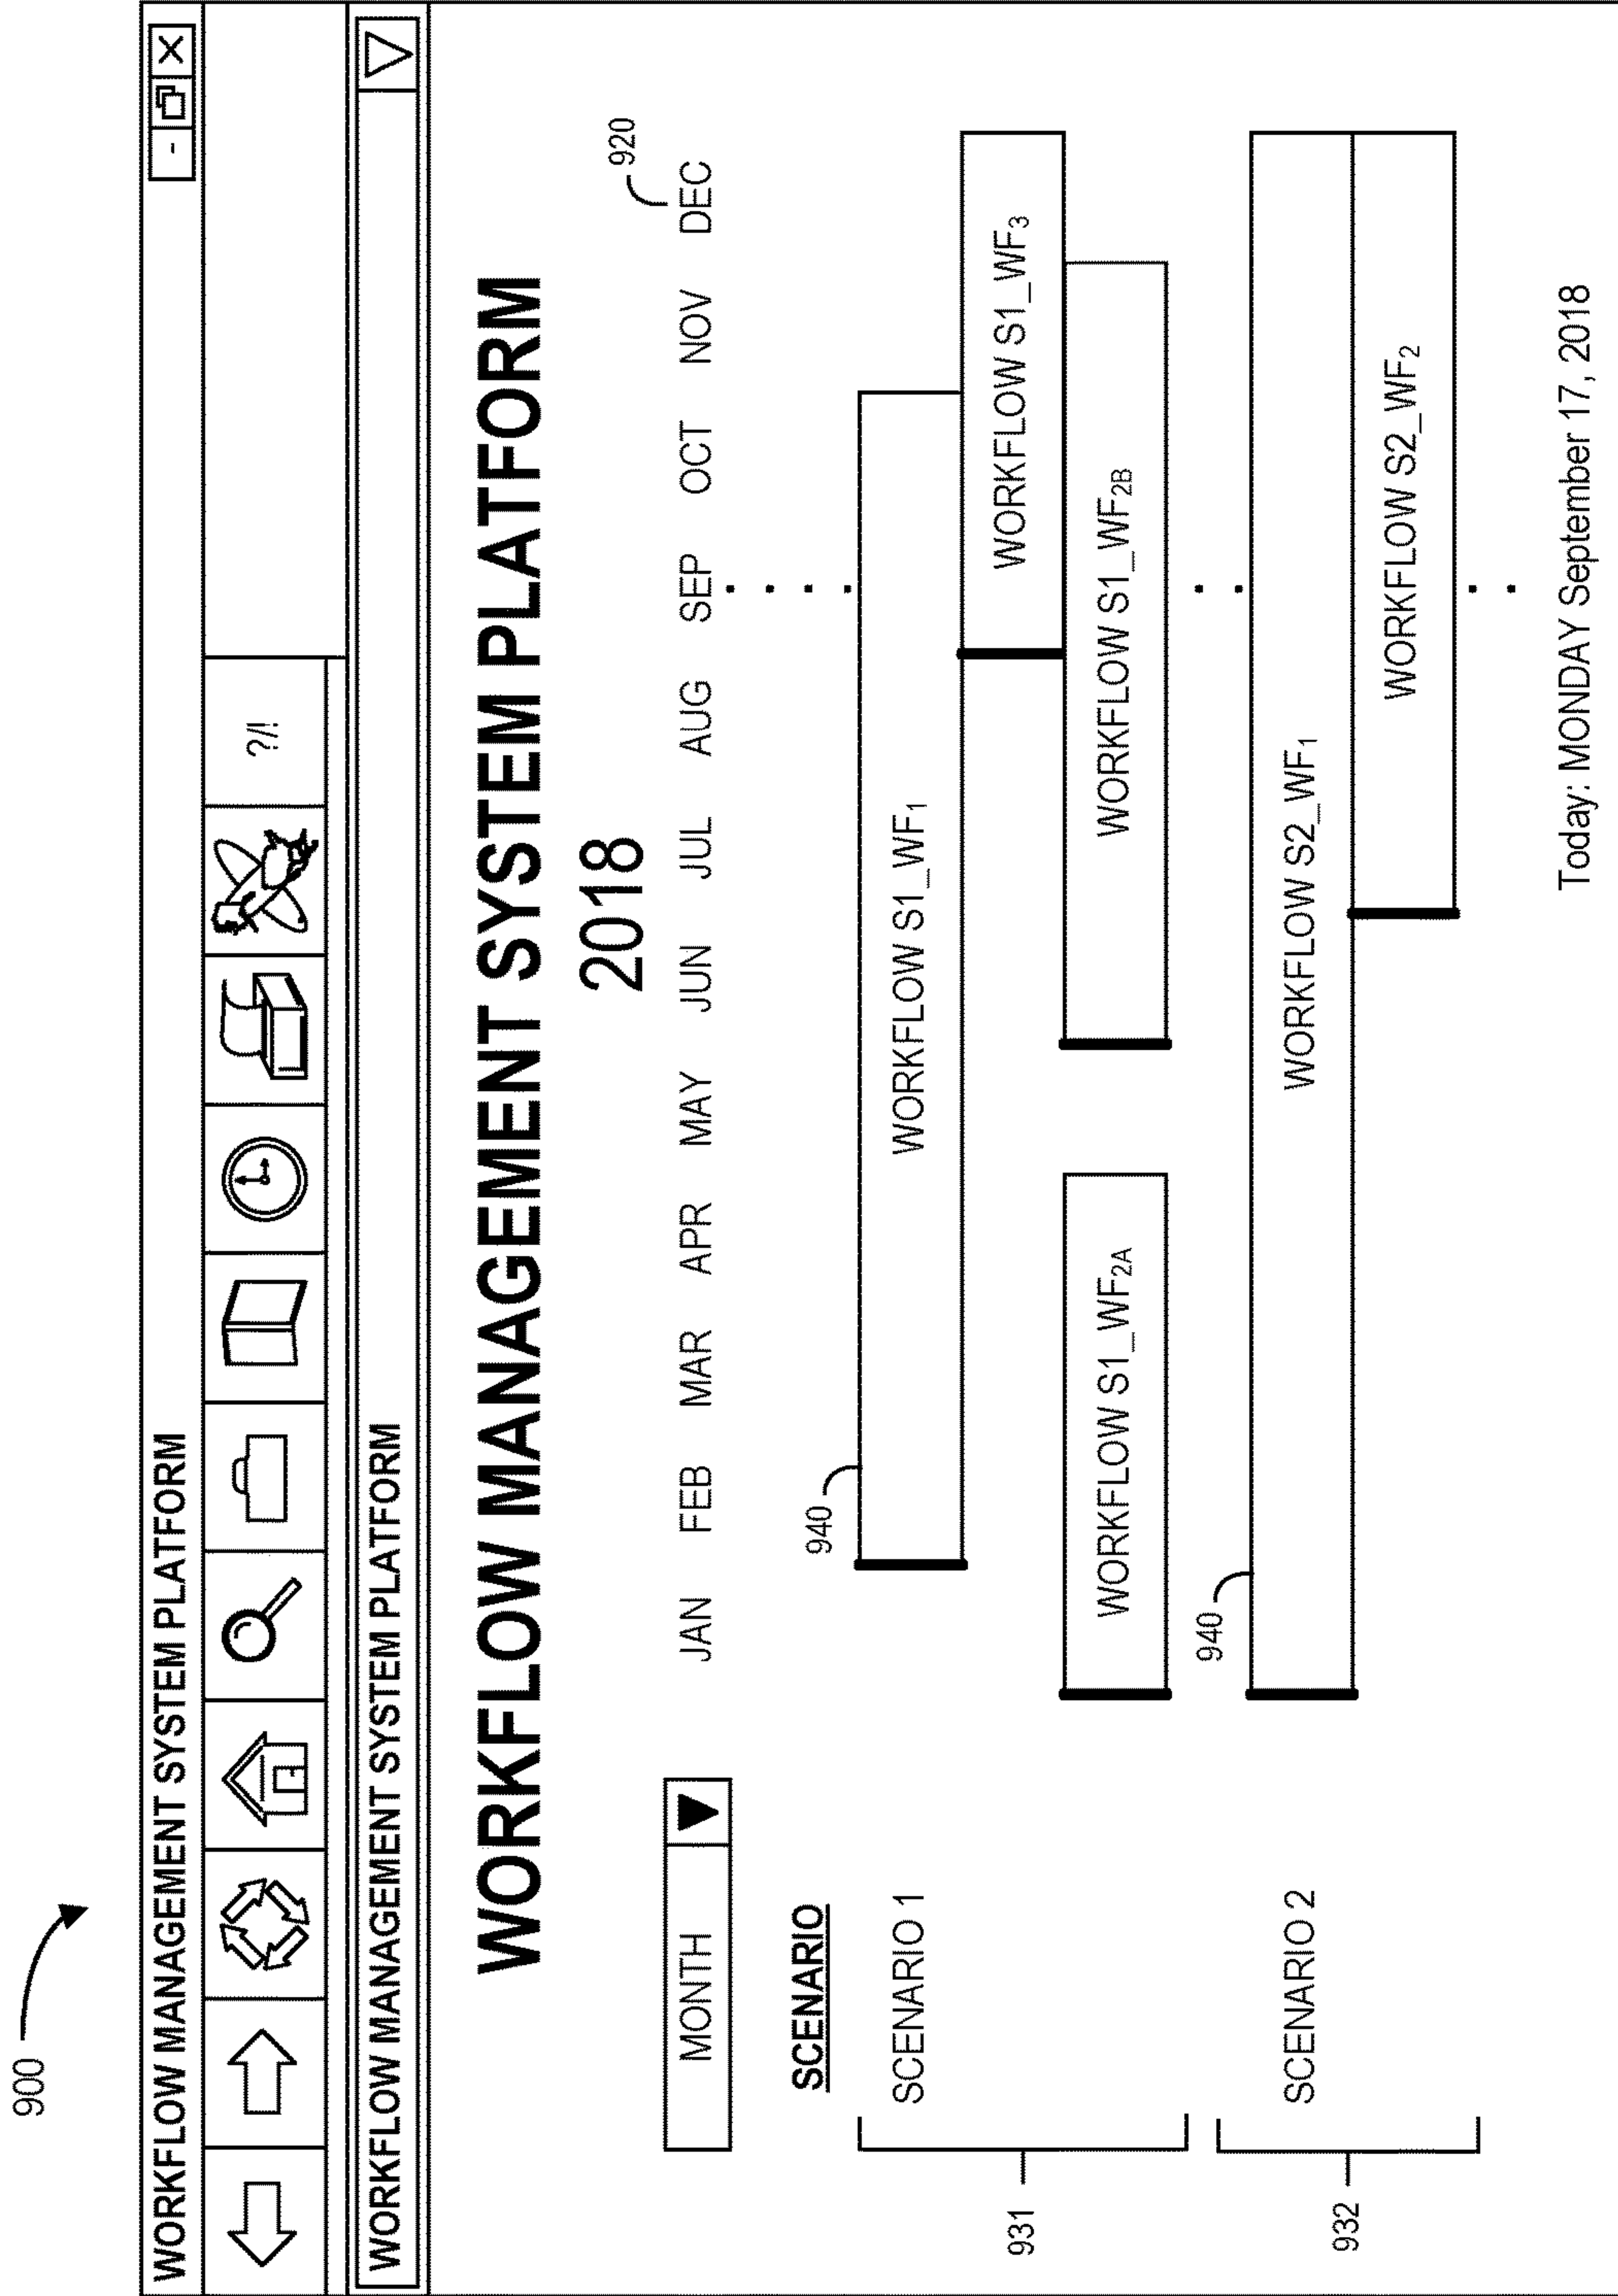 900
WORKFLOW MANAGEMENT SYSTEM PLATFORM
- X
?/!
WORKFLOW MANAGEMENT SYSTEM PLATFORM
WORKFLOW MANAGEMENT SYSTEM PLATFORM
2018
920
MONTH JAN FEB MAR APR MAY JUN JUL AUG SEP OCT NOV DEC
SCENARIO
940
SCENARIO 1 WORKFLOW S1_WF1
931 WORKFLOW S1_WF3
WORKFLOW S1_WF2A WORKFLOW S1_WF2B
940
SCENARIO 2 WORKFLOW S2_WF1
932 WORKFLOW S2_WF2
Today: MONDAY September 17, 2018